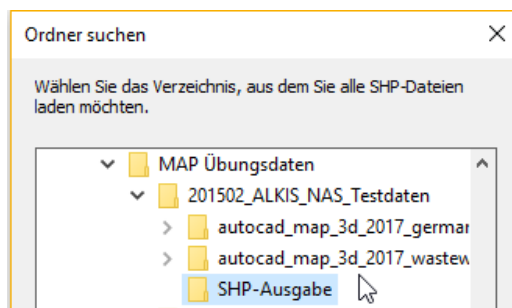 Ordner suchen
Wählen Sie das Verzeichnis, aus dem Sie alle SHP-Dateien
laden möchten.
MAP Übungsdaten
201502_ALKIS_NAS_Testdaten
autocad_map_3d_2017_germar
autocad_map_3d_2017_wastew
SHP-Ausgabe